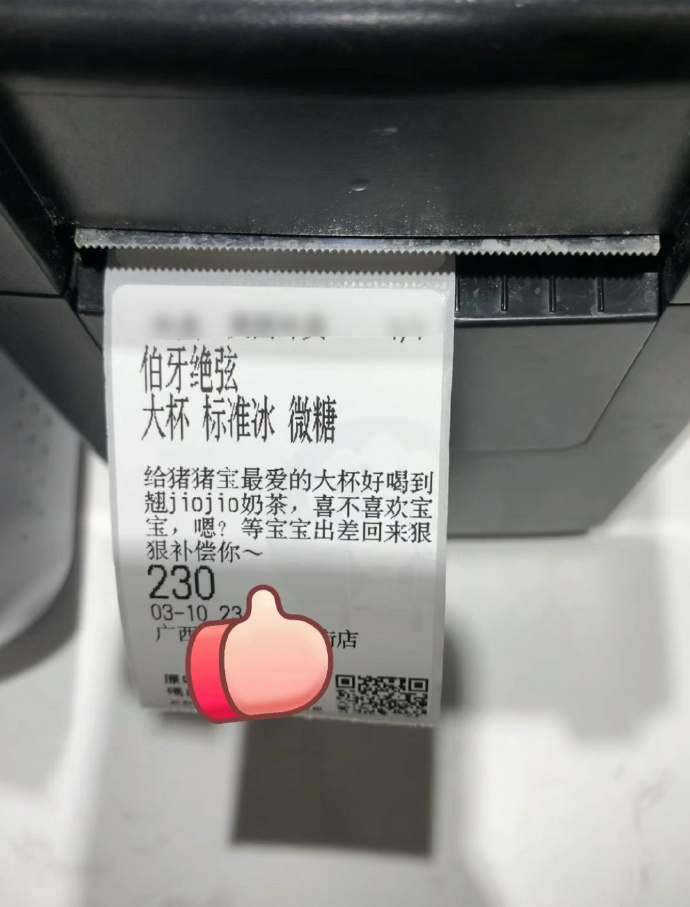 伯牙绝弦
大杯 标准冰 微糖
给猪猪宝最爱的大杯好喝到
翘jiojio奶茶，喜不喜欢宝
宝，嗯？等宝宝出差回来狠
狠补偿你～
230
03-10 23
广西 街店